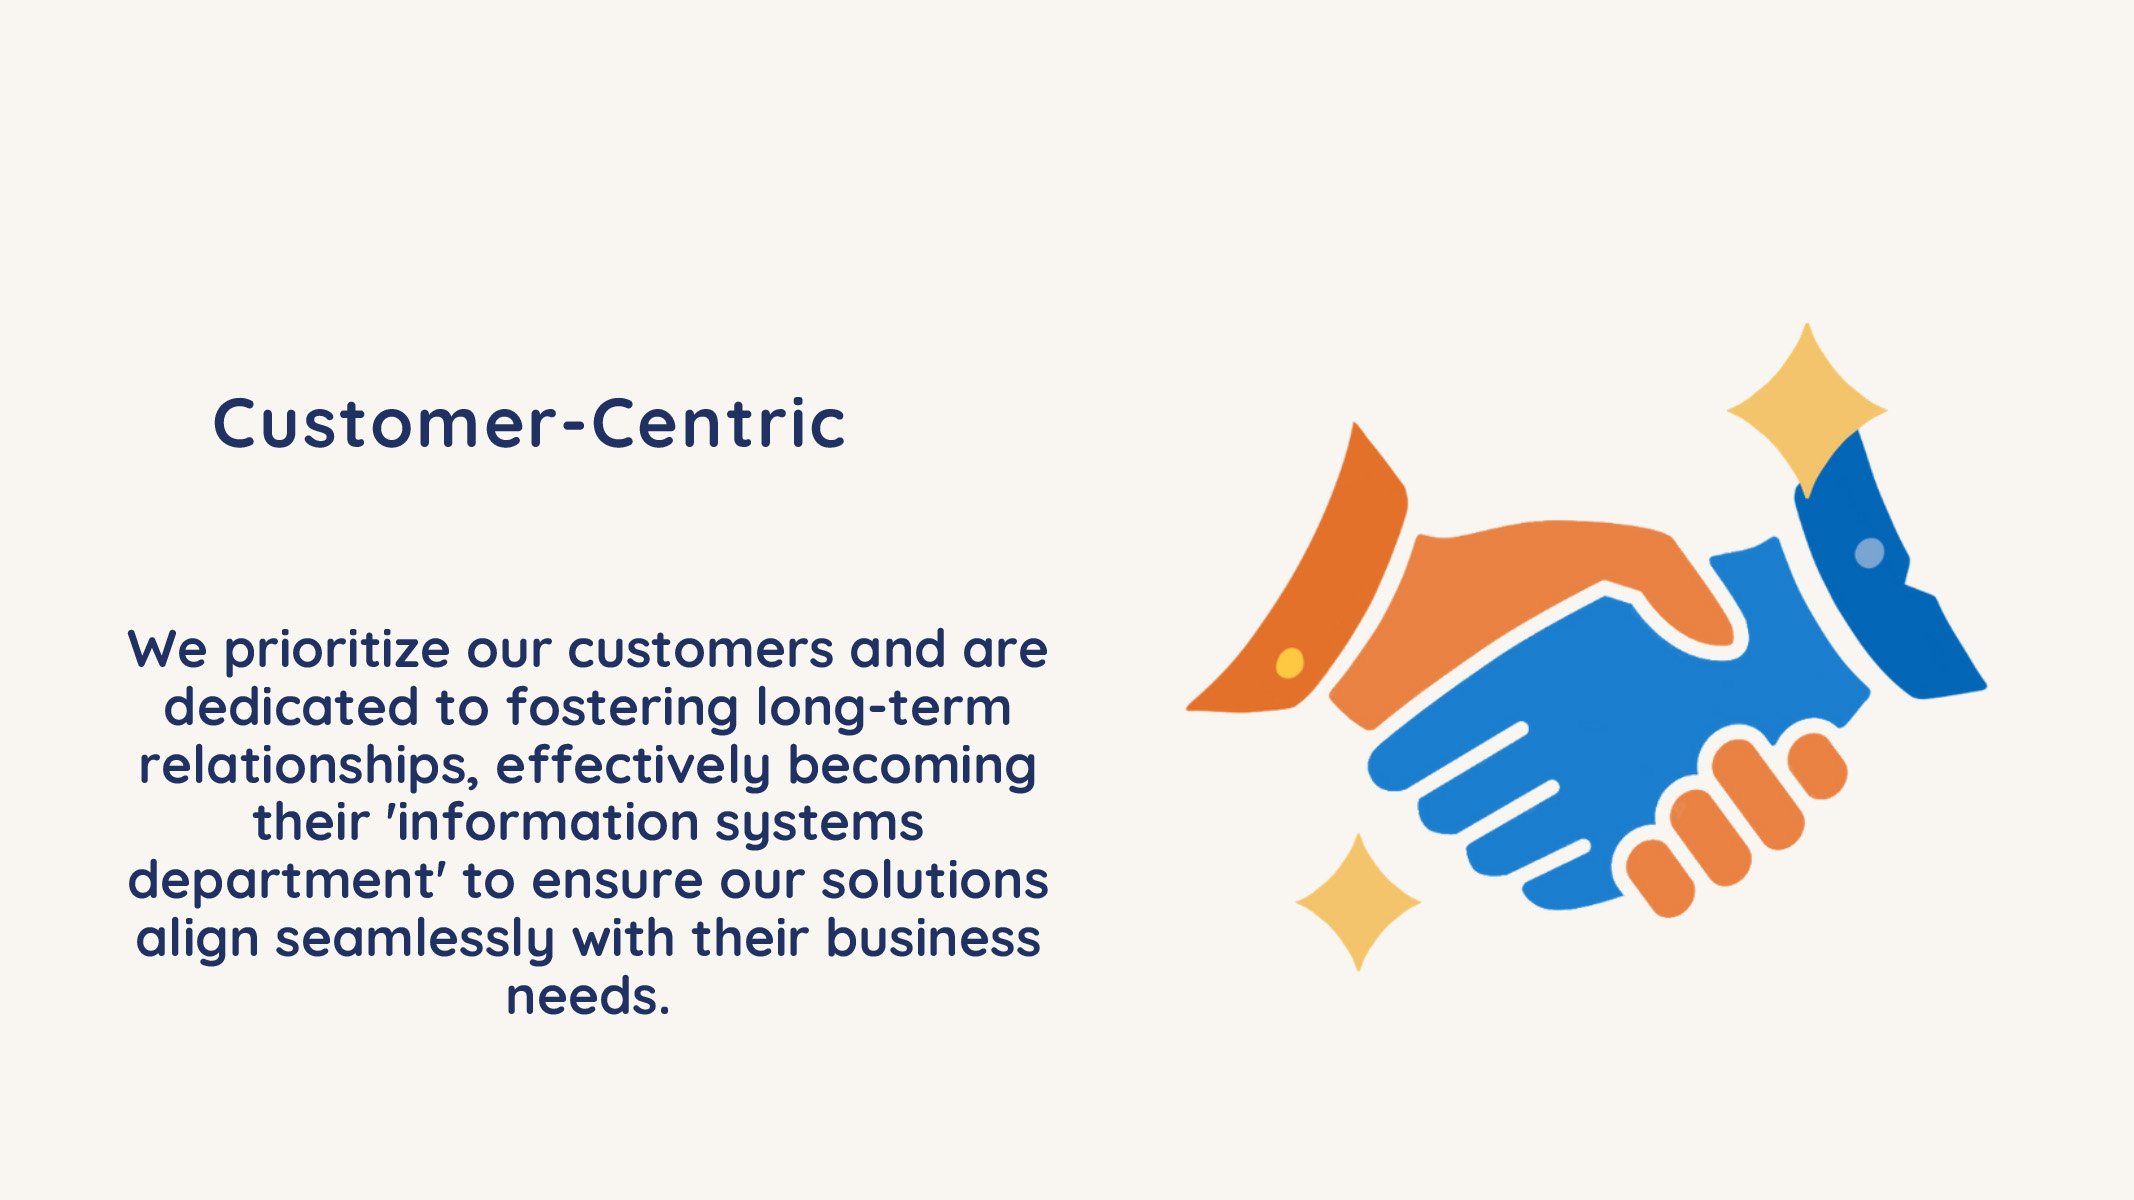 Customer-Centric
We prioritize our customers and are
dedicated to fostering long-term
relationships, effectively becoming
their 'information systems
department' to ensure our solutions
align seamlessly with their business
needs.